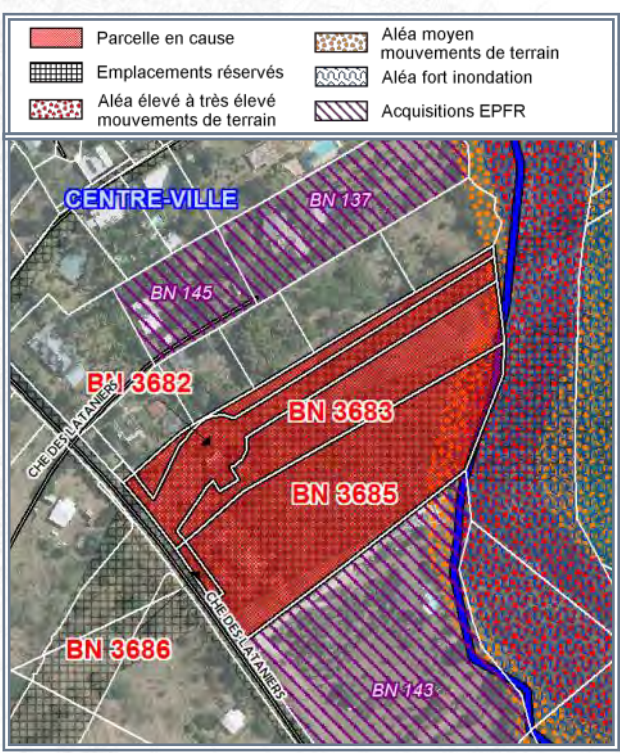 Parcelle en cause
Emplacements réservés
Aléa élevé à très élevé
mouvements de terrain
Aléa moyen
mouvements de terrain
Aléa fort inondation
Acquisitions EPFR
CENTRE-VILLE
BN 137
BN 145
BN 3682
CHE DES LATANIERS
BN 3683
BN 3685
CHE DES LATANIERS
BN 3686
BN 143